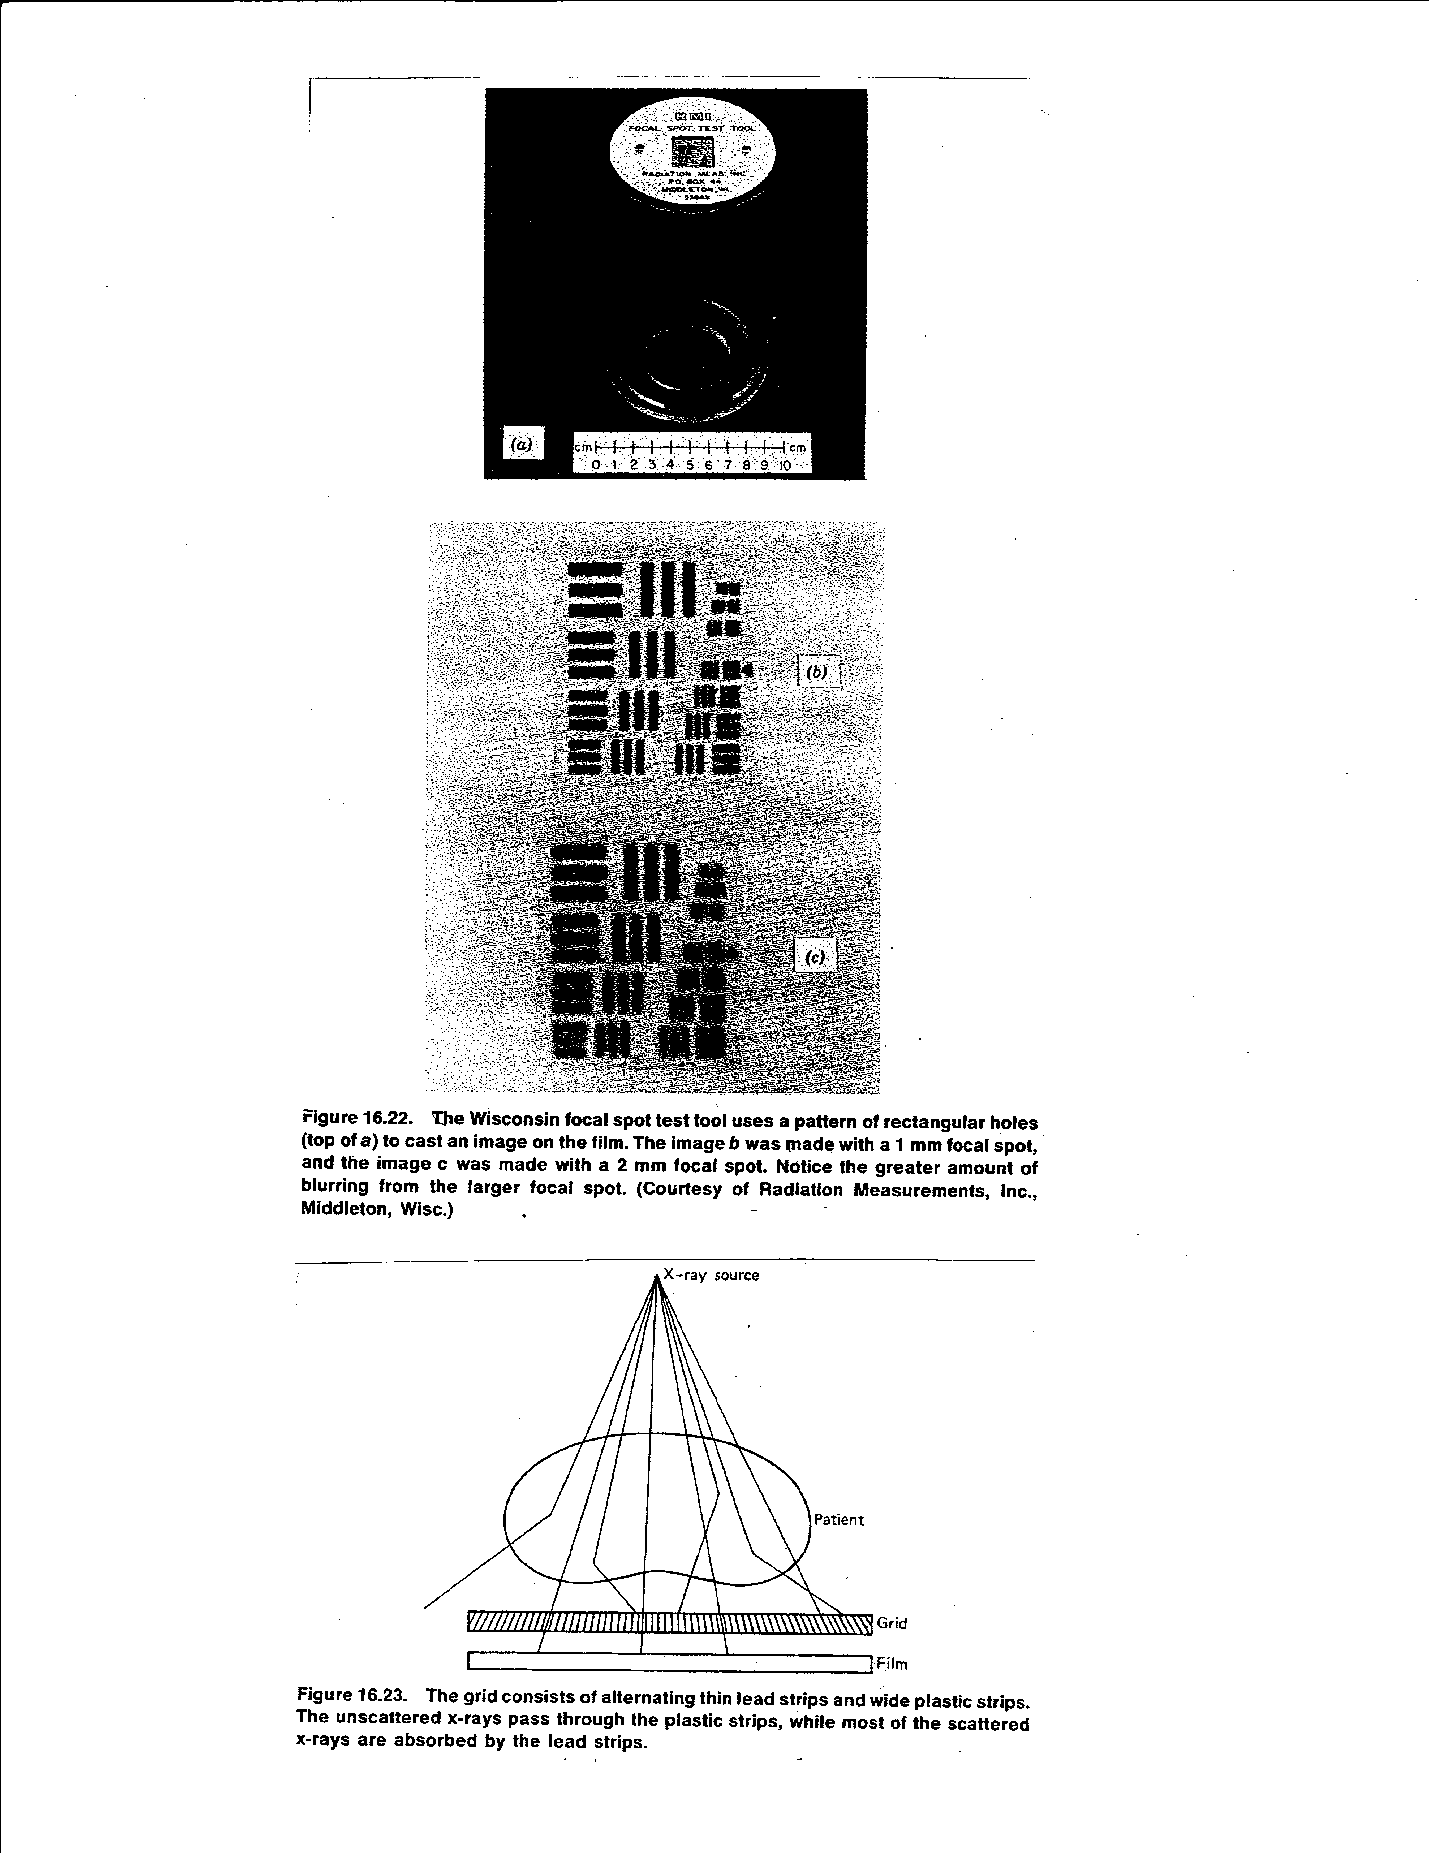 RMI
FOCAL SPOT TEST TOOL
RADIATION MEAS. INC.
P.O. BOX 44
MIDDLETON,
(a)
cm cm
0 1 2 3 4 5 6 7 8 9 10
(b)
(c)
Figure 16.22. The Wisconsin focal spot test tool uses a pattern of rectangular holes
(top of a) to cast an image on the film. The image b was made with a 1 mm focal spot,
and the image c was made with a 2 mm focal spot. Notice the greater amount of
blurring from the larger focal spot. (Courtesy of Radiation Measurements, Inc.,
Middleton, Wisc.)
X-ray source
Patient
Grid
Film
Figure 16.23. The grid consists of alternating thin lead strips and wide plastic strips.
The unscattered x-rays pass through the plastic strips, while most of the scattered
x-rays are absorbed by the lead strips.